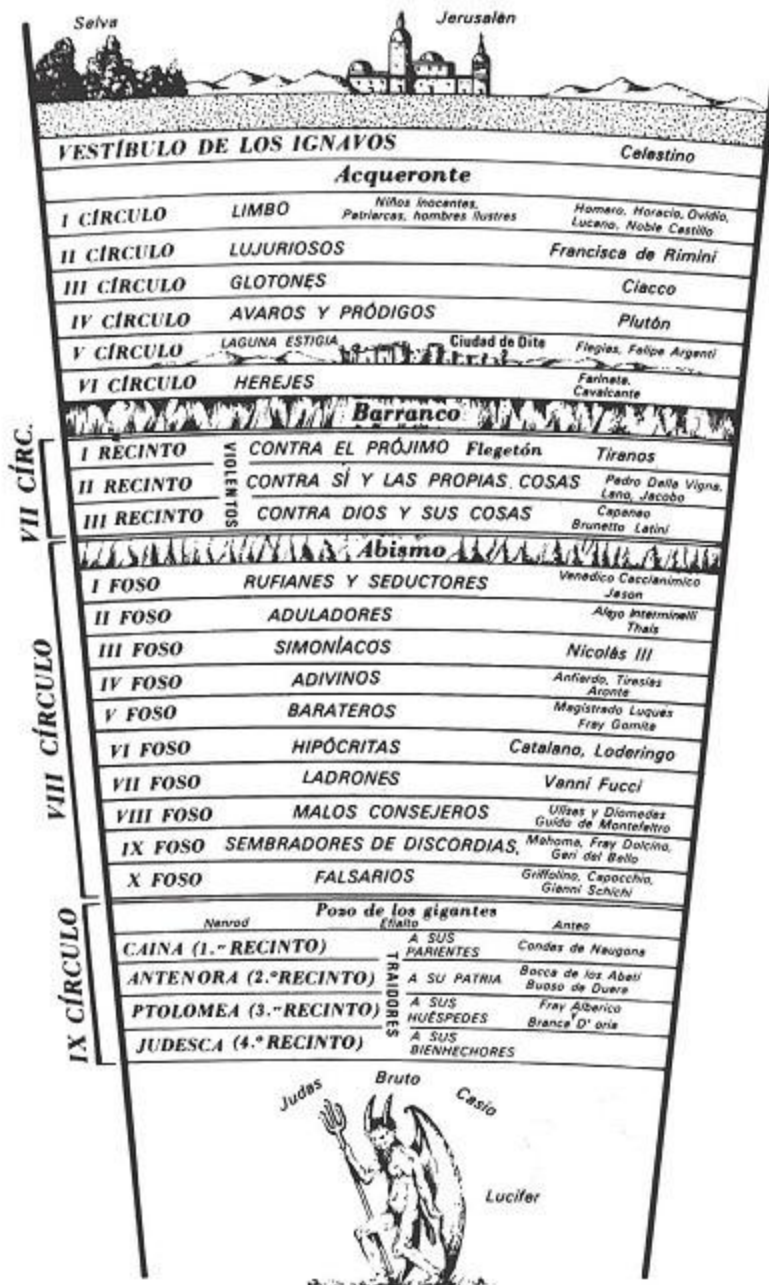 Selva
Jerusalén
VESTÍBULO DE LOS IGNAVOS Celestino
Acqueronte
I CÍRCULO LIMBO Niños inocentes, Patriarcas, hombres ilustres Homero, Horacio, Ovidio, Lucano, Noble Castillo
II CÍRCULO LUJURIOSOS Francisca de Rimini
III CÍRCULO GLOTONES Ciacco
IV CÍRCULO AVAROS Y PRÓDIGOS Plutón
V CÍRCULO LAGUNA ESTIGIA Ciudad de Dite Flegias, Felipe Argenti
VI CÍRCULO HEREJES Farinata, Cavalcante
Barranco
VII CÍRC.
VIOLENTOS
I RECINTO CONTRA EL PRÓJIMO Flegetón Tiranos
II RECINTO CONTRA SÍ Y LAS PROPIAS COSAS Pedro Della Vigna, Lano, Jacobo
III RECINTO CONTRA DIOS Y SUS COSAS Capaneo Brunetto Latini
Abismo
VIII CÍRCULO
I FOSO RUFIANES Y SEDUCTORES Venedico Caccianimico Jason
II FOSO ADULADORES Alejo Interminelli Thais
III FOSO SIMONÍACOS Nicolás III
IV FOSO ADIVINOS Anfiardo, Tiresias Aronte
V FOSO BARATEROS Magistrado Luqués Fray Gomita
VI FOSO HIPÓCRITAS Catalano, Loderingo
VII FOSO LADRONES Vanni Fucci
VIII FOSO MALOS CONSEJEROS Ulises y Diomedes Guido de Montefeltro
IX FOSO SEMBRADORES DE DISCORDIAS, Mahoma, Fray Dolcino, Geri del Bello
X FOSO FALSARIOS Griffolino, Capocchio, Gianni Schichi
IX CÍRCULO
Pozo de los gigantes
Nenrod Efialto Anteo
TRAIDORES
CAINA (1.er RECINTO) A SUS PARIENTES Condes de Naugona
ANTENORA (2.º RECINTO) A SU PATRIA Bocca de los Abati Buoso de Duera
PTOLOMEA (3.er RECINTO) A SUS HUÉSPEDES Fray Alberico y Branca D'oria
JUDESCA (4.º RECINTO) A SUS BIENHECHORES
Judas
Bruto
Casio
Lucifer